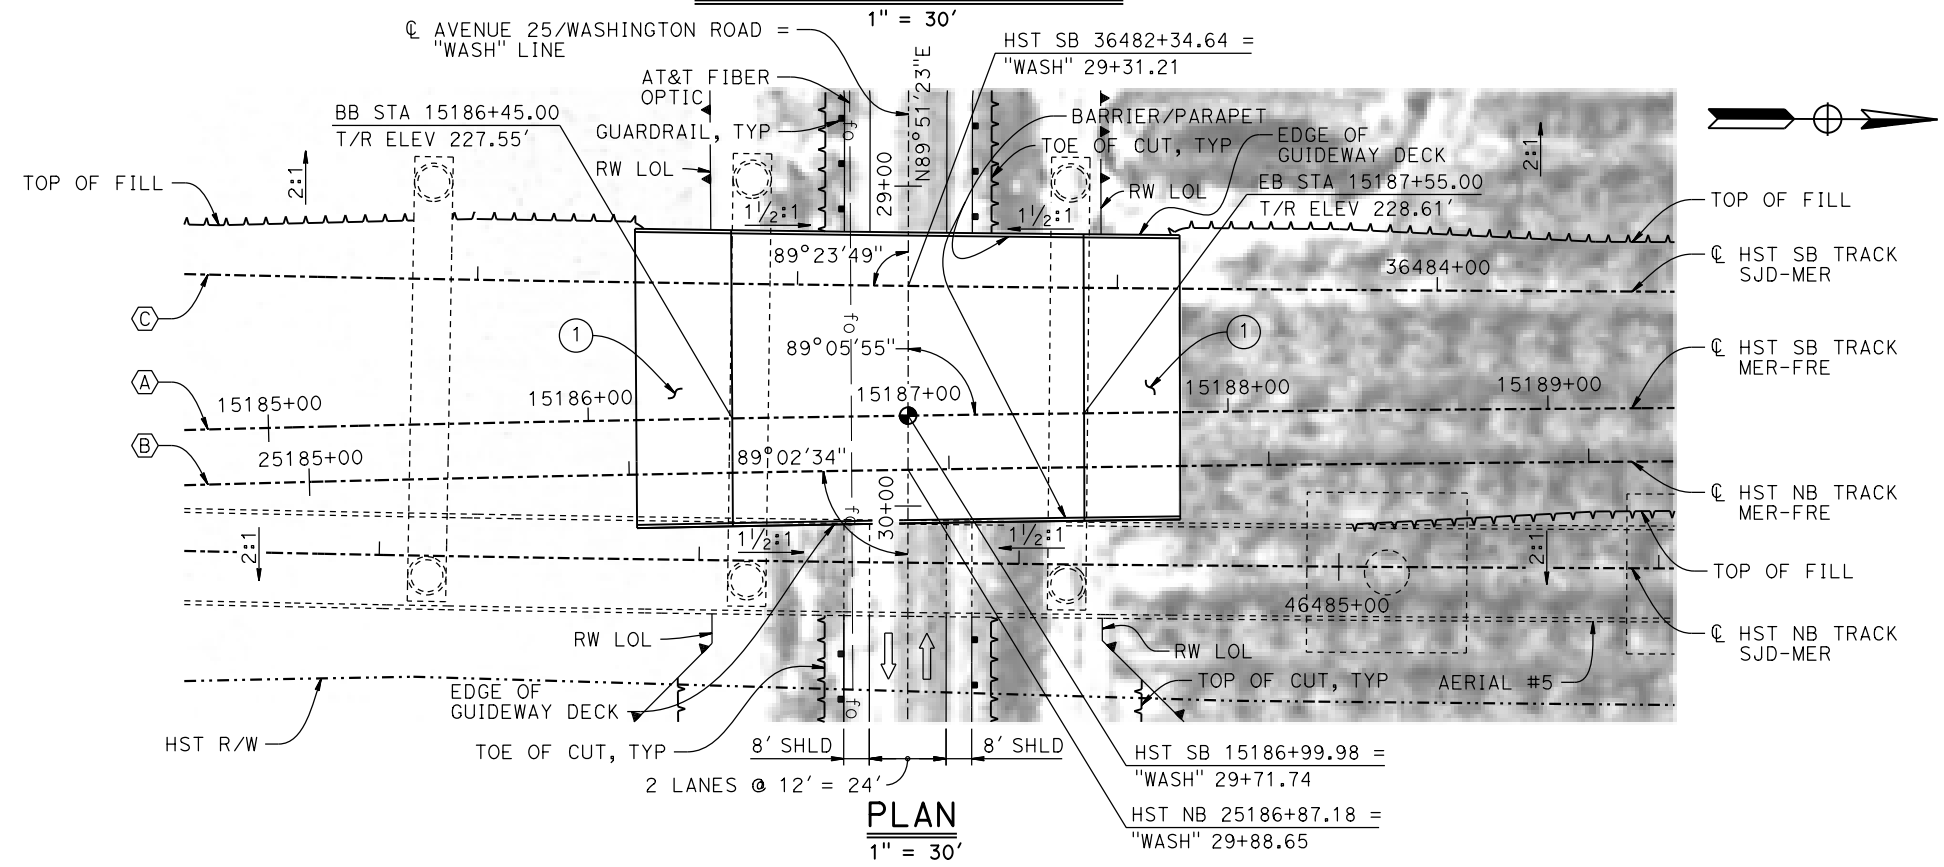 1" = 30'
℄ AVENUE 25/WASHINGTON ROAD =
"WASH" LINE
HST SB 36482+34.64 =
"WASH" 29+31.21
N89°51'23"E
AT&T FIBER
OPTIC
BB STA 15186+45.00
T/R ELEV 227.55'
GUARDRAIL, TYP
fo
BARRIER/PARAPET
TOE OF CUT, TYP
EDGE OF
GUIDEWAY DECK
RW LOL
RW LOL
EB STA 15187+55.00
T/R ELEV 228.61'
TOP OF FILL
2:1
2:1
29+00
1½:1
1½:1
TOP OF FILL
89°23'49"
36484+00
℄ HST SB TRACK
SJD-MER
C
1
fo
89°05'55"
1
℄ HST SB TRACK
MER-FRE
A
15185+00
15186+00
15187+00
15188+00
15189+00
B
25185+00
89°02'34"
30+00
fo
℄ HST NB TRACK
MER-FRE
2:1
1½:1
1½:1
2:1
TOP OF FILL
46485+00
RW LOL
RW LOL
℄ HST NB TRACK
SJD-MER
EDGE OF
GUIDEWAY DECK
fo
TOP OF CUT, TYP
AERIAL #5
HST R/W
TOE OF CUT, TYP
8' SHLD
8' SHLD
HST SB 15186+99.98 =
"WASH" 29+71.74
2 LANES @ 12' = 24'
PLAN
1" = 30'
HST NB 25186+87.18 =
"WASH" 29+88.65